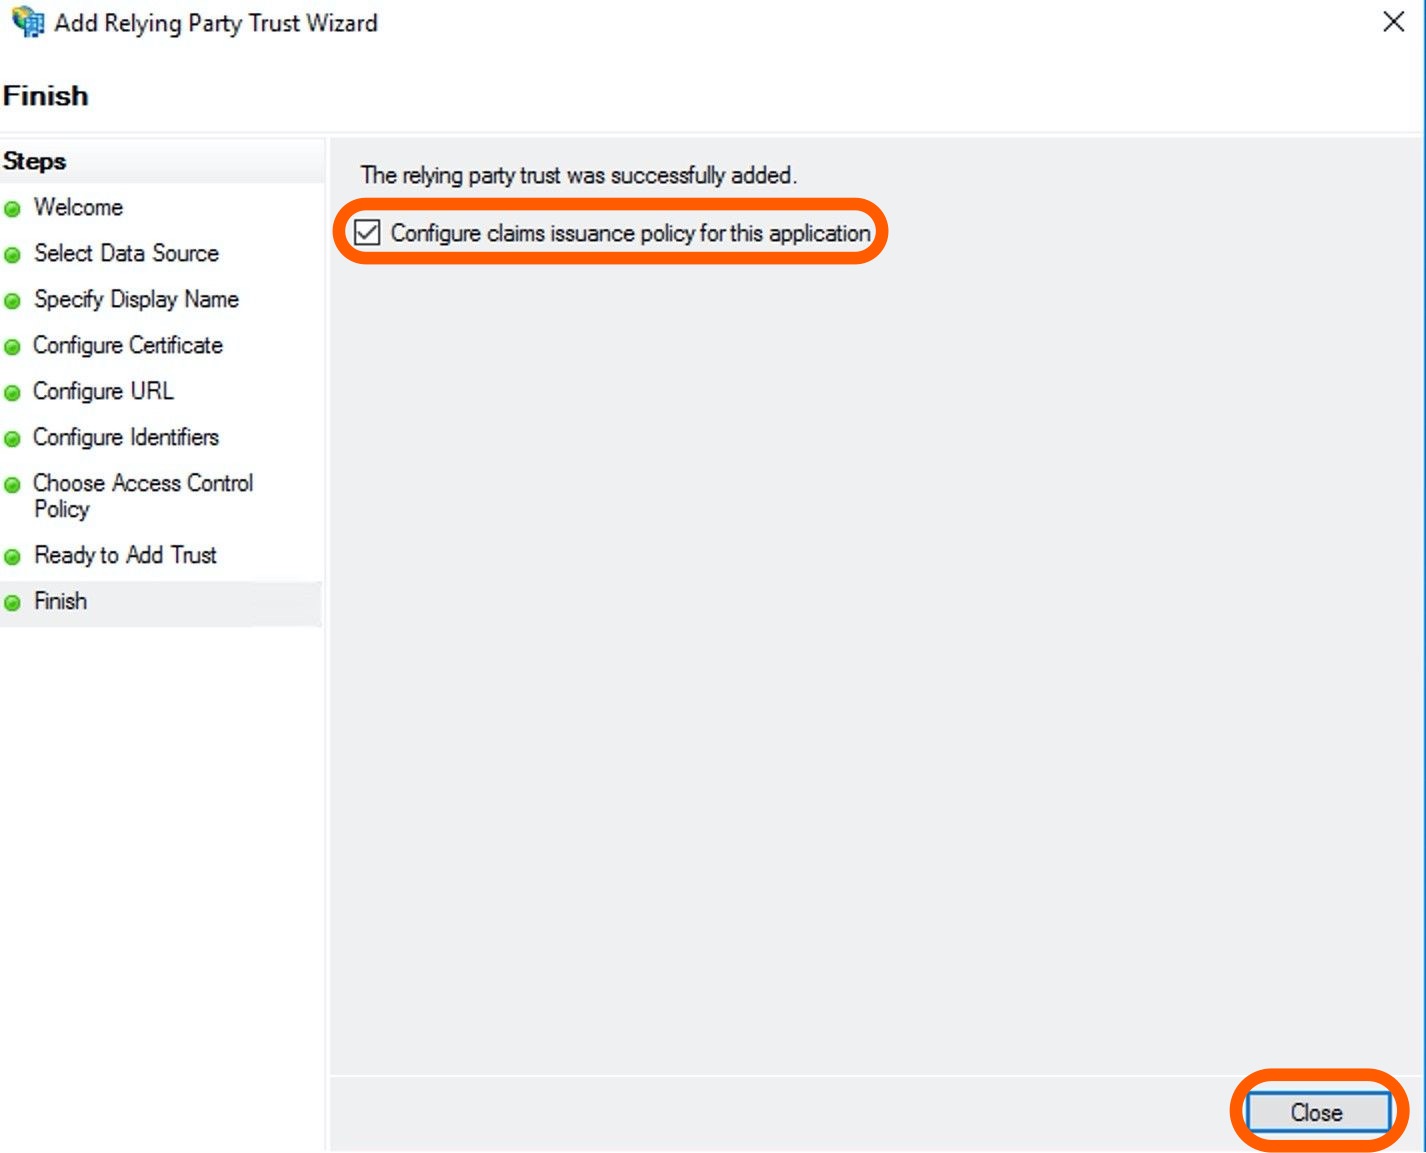 Add Relying Party Trust Wizard
Finish
Steps
Welcome
Select Data Source
Specify Display Name
Configure Certificate
Configure URL
Configure Identifiers
Choose Access Control
Policy
Ready to Add Trust
Finish
The relying party trust was successfully added.
Configure claims issuance policy for this application
Close